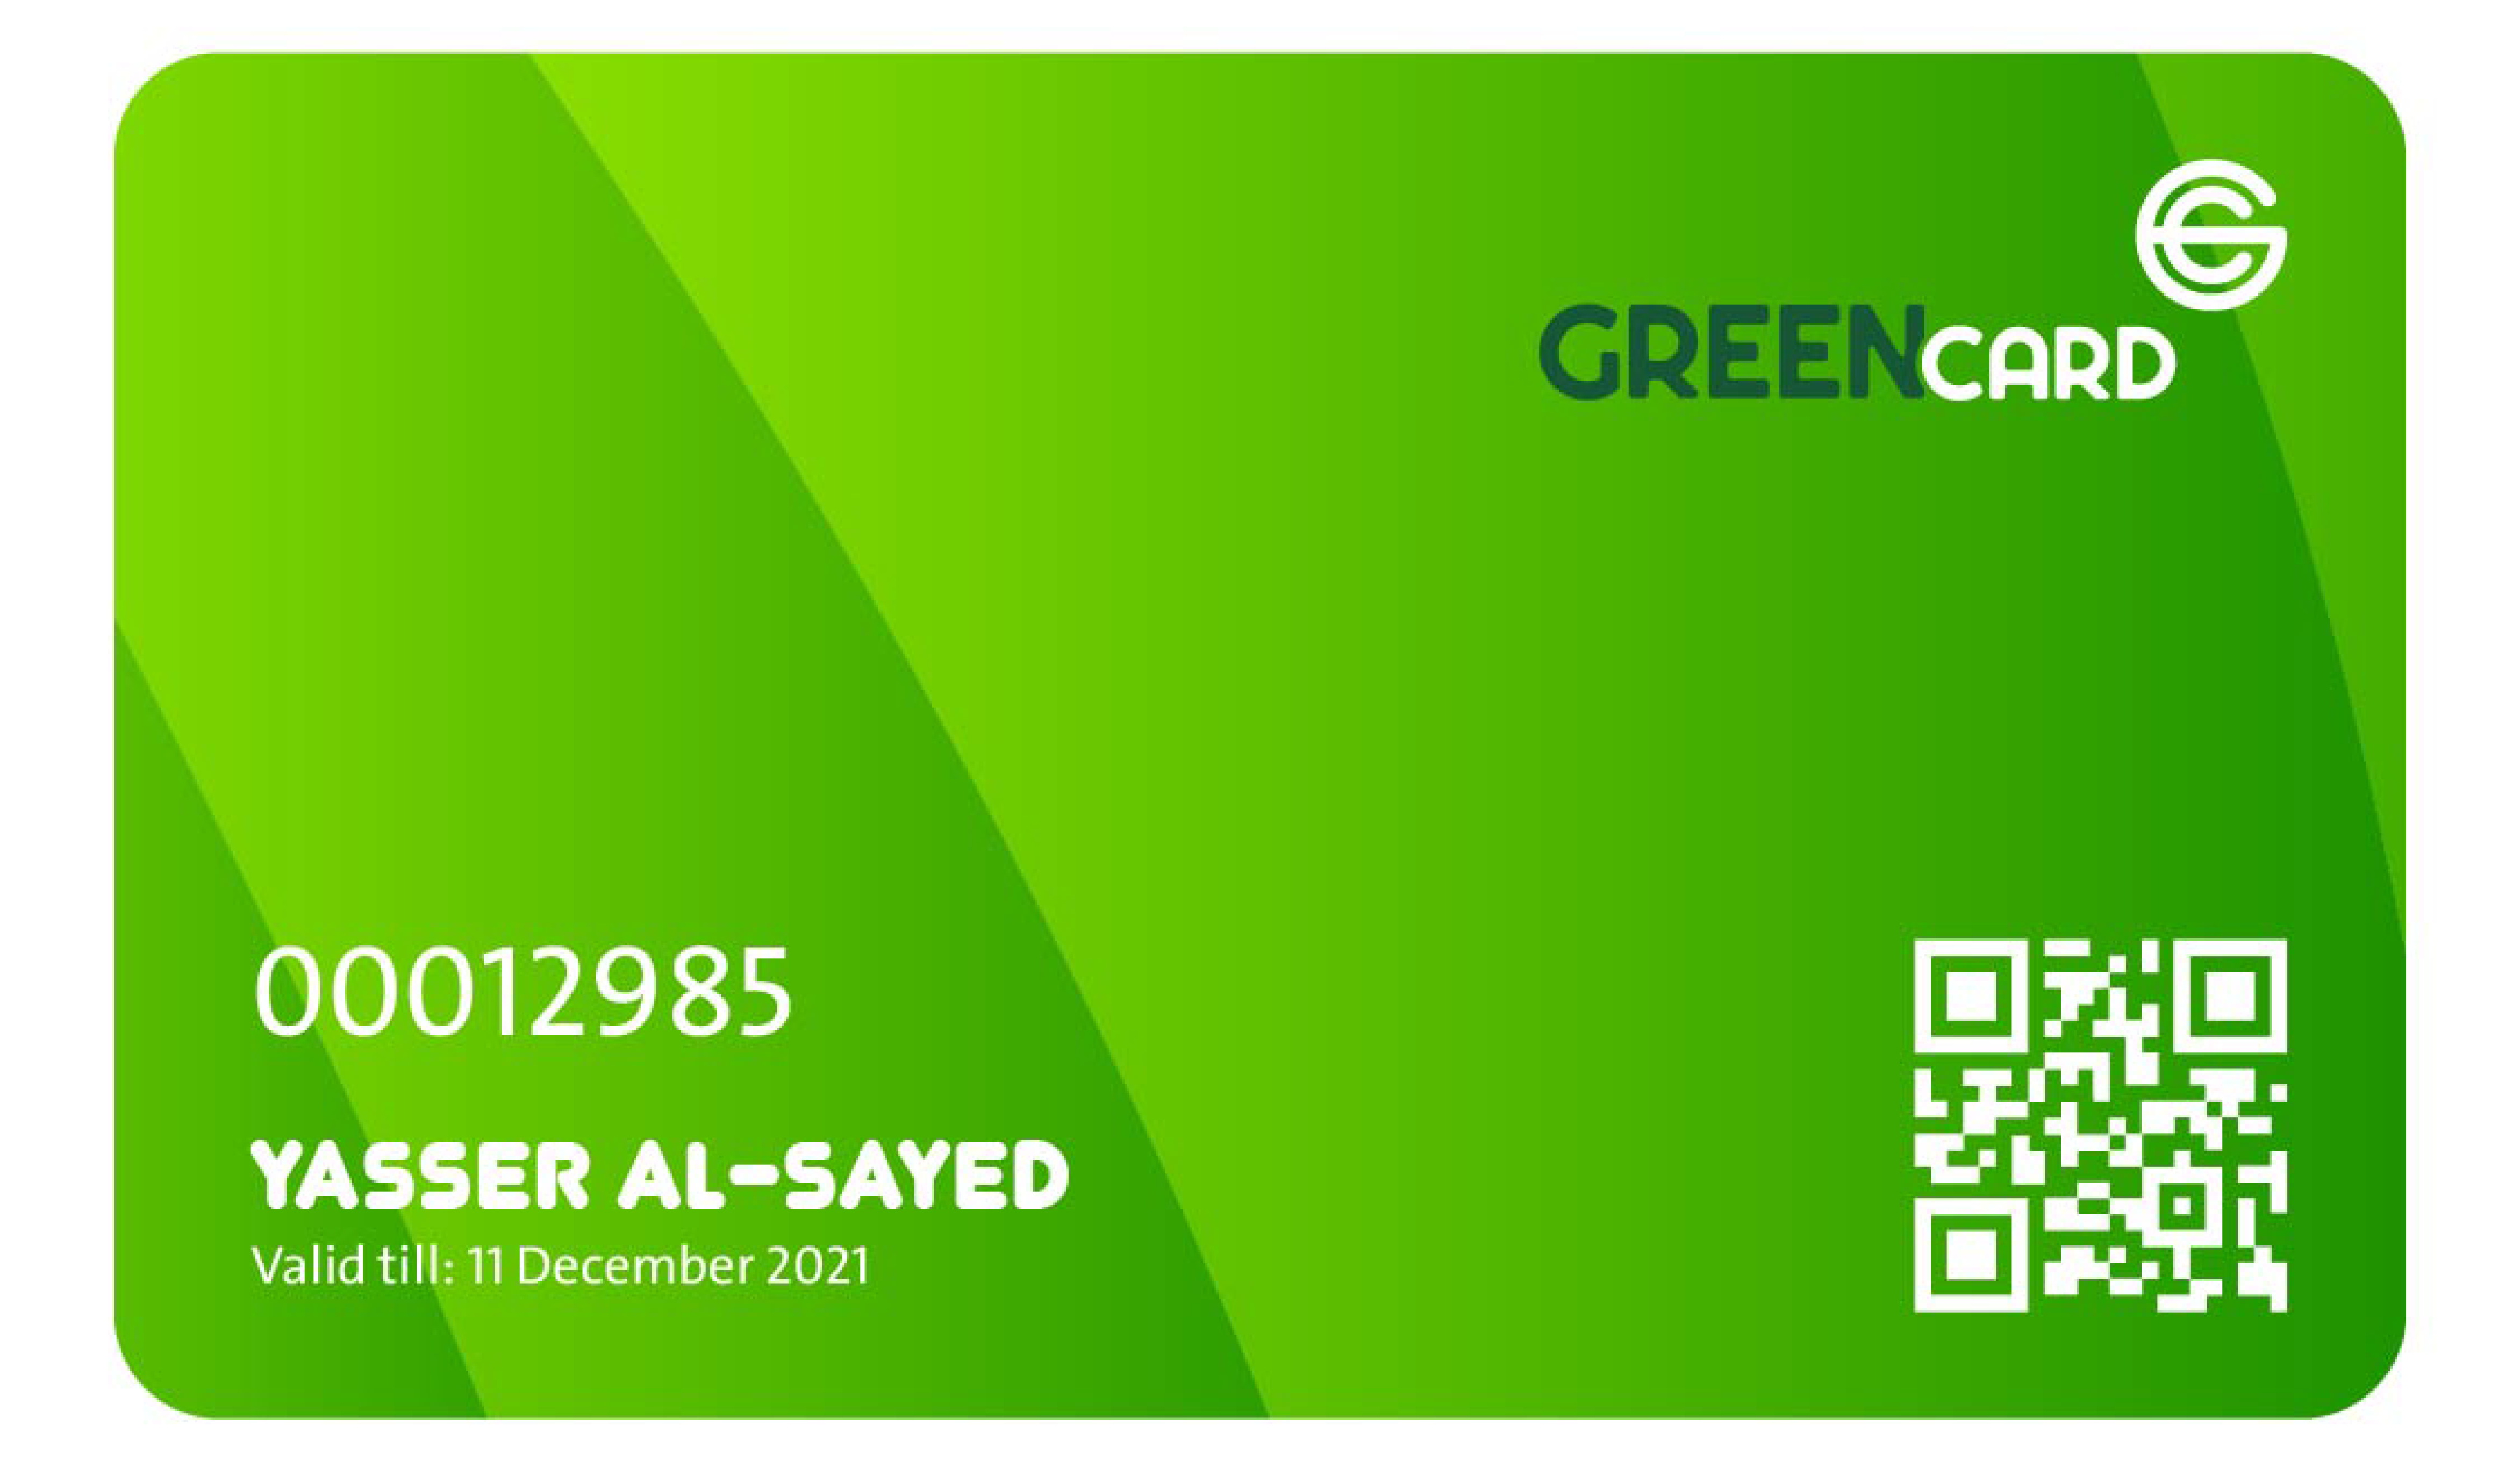 GREENCARD
00012985
YASSER AL-SAYED
Valid till: 11 December 2021